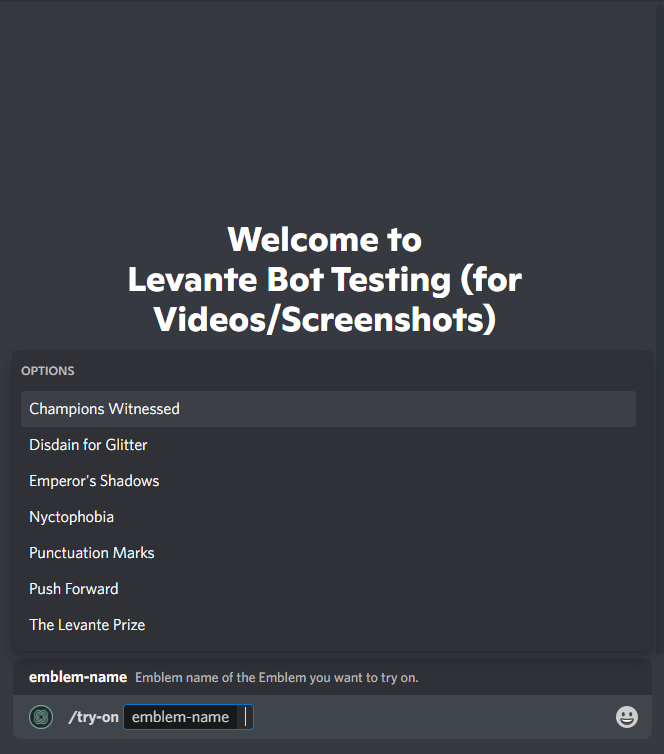 Welcome to
Levante Bot Testing (for
Videos/Screenshots)
OPTIONS
Champions Witnessed
Disdain for Glitter
Emperor's Shadows
Nyctophobia
Punctuation Marks
Push Forward
The Levante Prize
emblem-name Emblem name of the Emblem you want to try on.
/try-on emblem-name